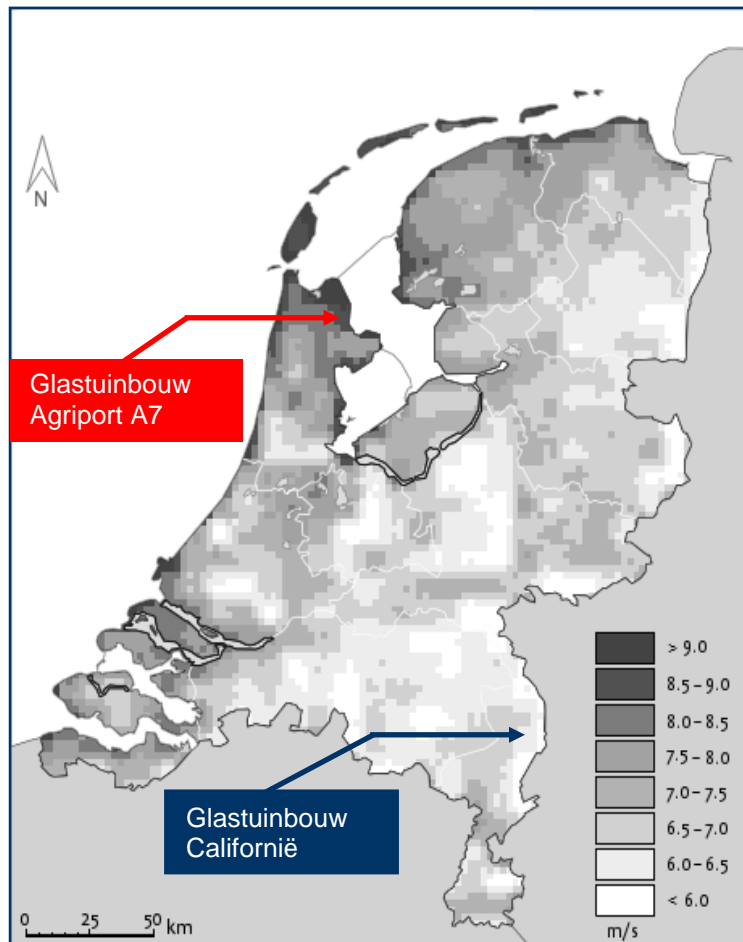 N
Glastuinbouw
Agriport A7
Glastuinbouw
Californië
> 9.0
8.5-9.0
8.0-8.5
7.5-8.0
7.0-7.5
6.5-7.0
6.0-6.5
< 6.0
m/s
0 25 50 km